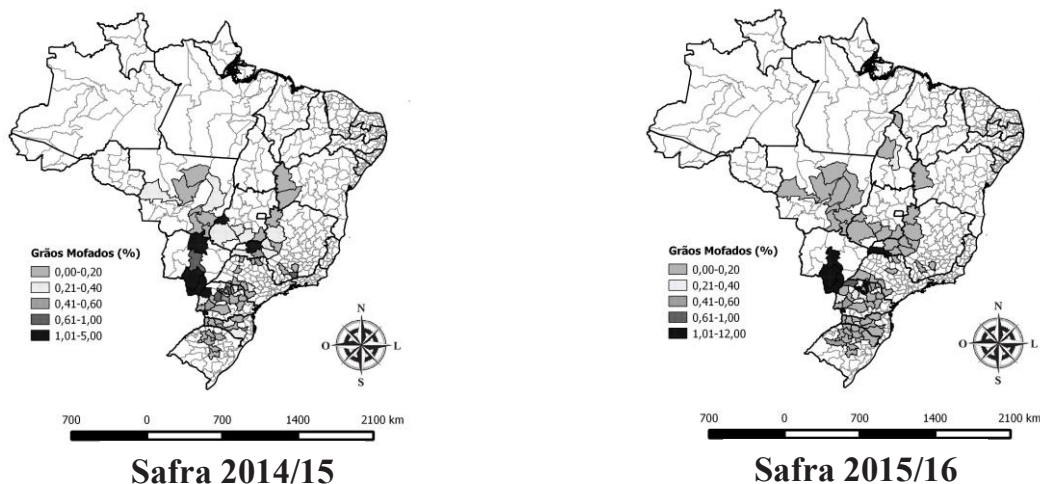 Grãos Mofados (%)
0,00-0,20
0,21-0,40
0,41-0,60
0,61-1,00
1,01-5,00
N
O
L
S
700 0 700 1400 2100 km
Safra 2014/15
Grãos Mofados (%)
0,00-0,20
0,21-0,40
0,41-0,60
0,61-1,00
1,01-12,00
N
O
L
S
700 0 700 1400 2100 km
Safra 2015/16